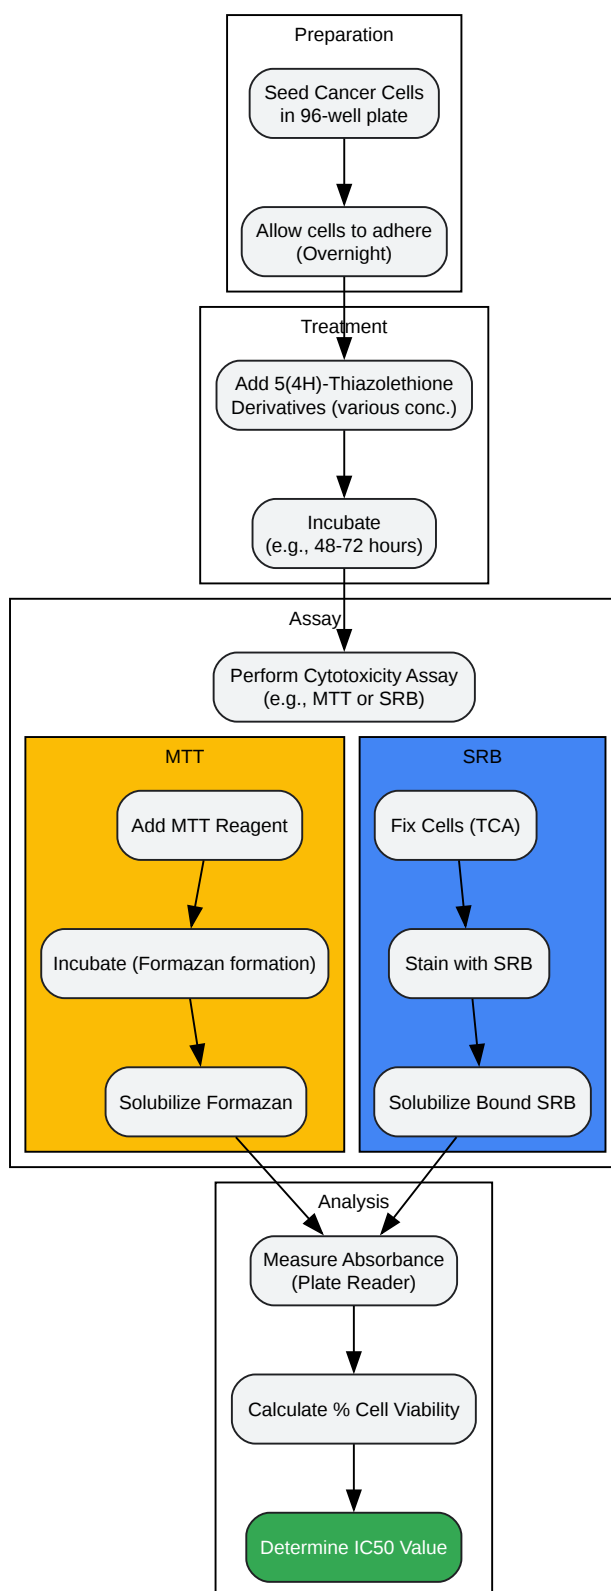 Preparation
Seed Cancer Cells
in 96-well plate
Allow cells to adhere
(Overnight)
Treatment
Add 5(4H)-Thiazolethione
Derivatives (various conc.)
Incubate
(e.g., 48-72 hours)
Assay
Perform Cytotoxicity Assay
(e.g., MTT or SRB)
MTT
Add MTT Reagent
Incubate (Formazan formation)
Solubilize Formazan
SRB
Fix Cells (TCA)
Stain with SRB
Solubilize Bound SRB
Analysis
Measure Absorbance
(Plate Reader)
Calculate % Cell Viability
Determine IC50 Value